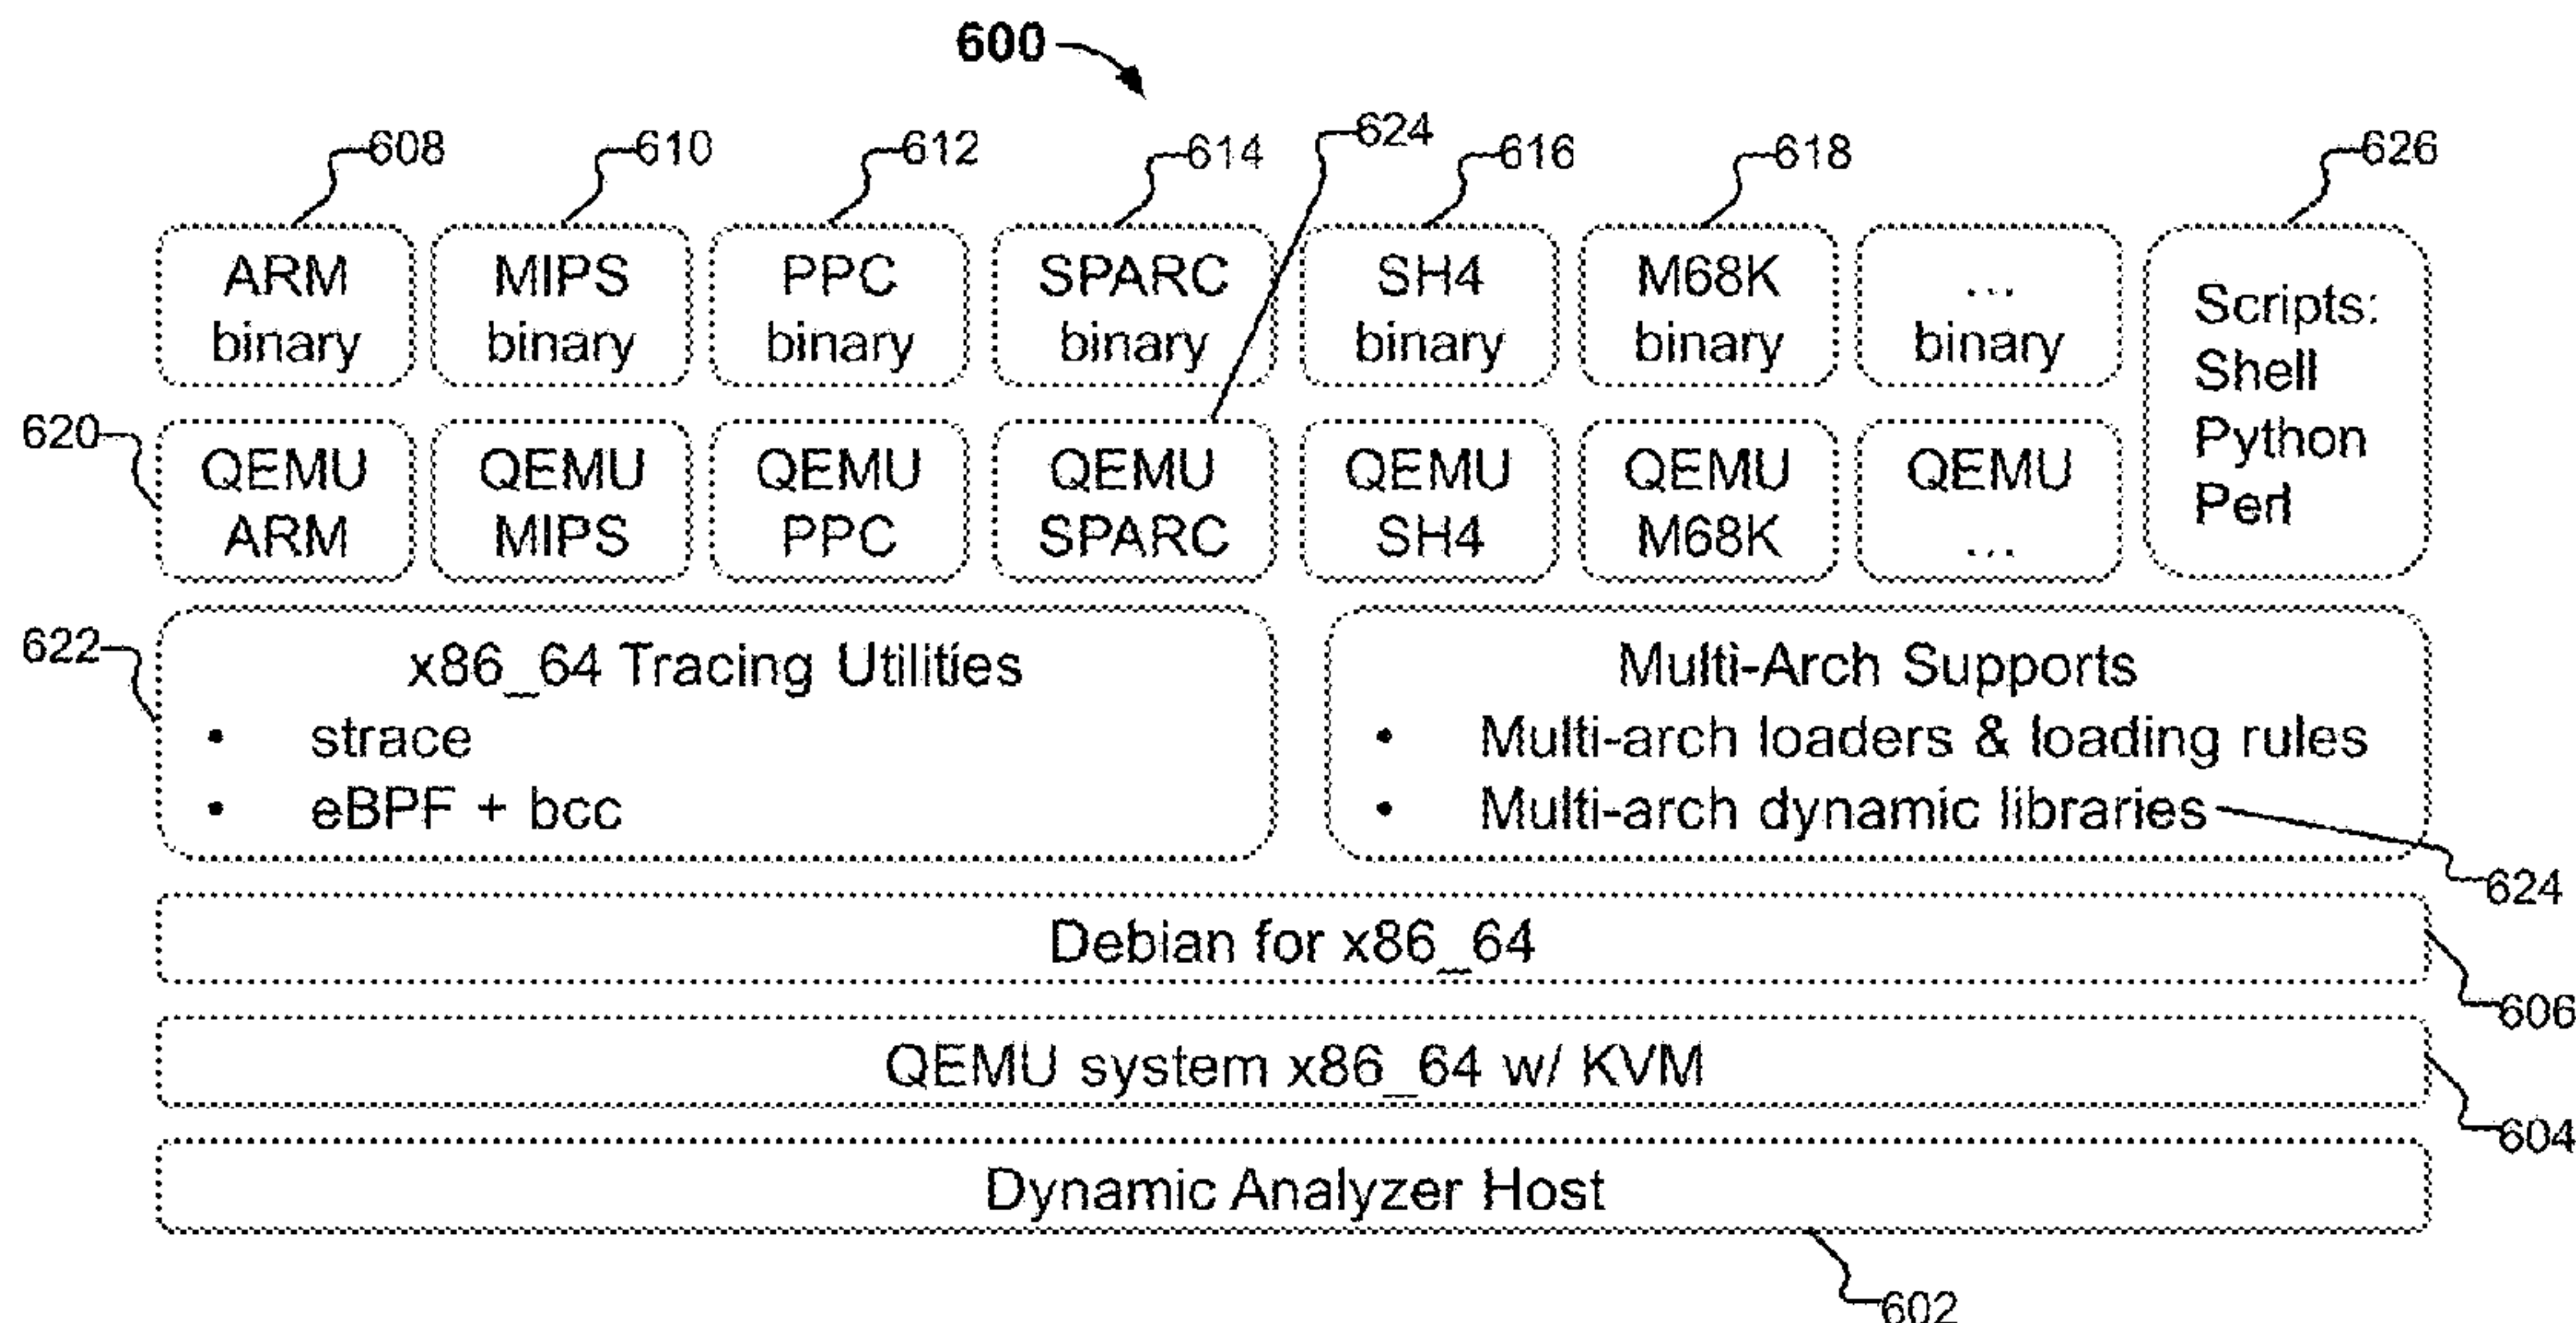 600
608
610
612
614
624
616
618
626
ARM
binary
MIPS
binary
PPC
binary
SPARC
binary
SH4
binary
M68K
binary
...
binary
Scripts:
Shell
Python
Perl
620
QEMU
ARM
QEMU
MIPS
QEMU
PPC
QEMU
SPARC
QEMU
SH4
QEMU
M68K
QEMU
...
622
x86_64 Tracing Utilities
• strace
• eBPF + bcc
Multi-Arch Supports
• Multi-arch loaders & loading rules
• Multi-arch dynamic libraries
624
Debian for x86_64
606
QEMU system x86_64 w/ KVM
604
Dynamic Analyzer Host
602